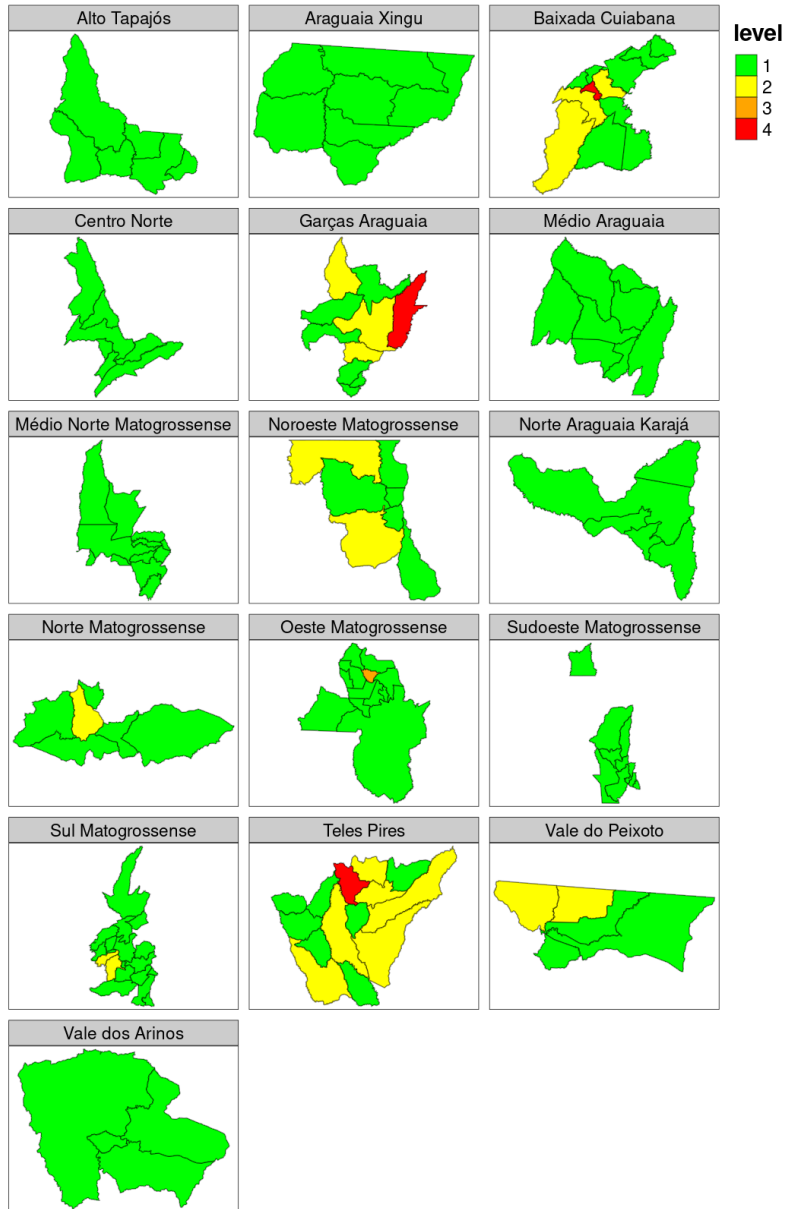 Alto Tapajós
Araguaia Xingu
Baixada Cuiabana
level
1
2
3
4
Centro Norte
Garças Araguaia
Médio Araguaia
Médio Norte Matogrossense
Noroeste Matogrossense
Norte Araguaia Karajá
Norte Matogrossense
Oeste Matogrossense
Sudoeste Matogrossense
Sul Matogrossense
Teles Pires
Vale do Peixoto
Vale dos Arinos